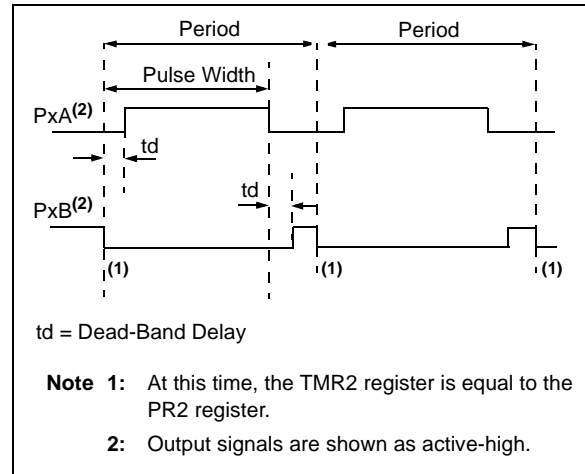 Period Period
Pulse Width
PxA(2)
td
td
PxB(2)
(1) (1) (1)
td = Dead-Band Delay
Note 1: At this time, the TMR2 register is equal to the
PR2 register.
2: Output signals are shown as active-high.